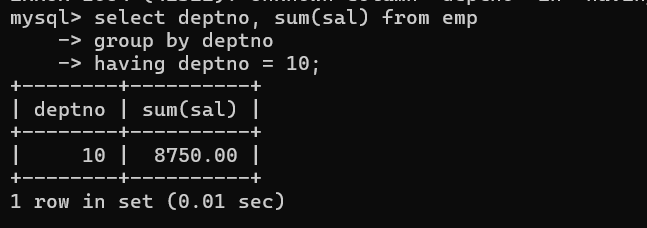 mysql> select deptno, sum(sal) from emp
    -> group by deptno
    -> having deptno = 10;
+--------+----------+
| deptno | sum(sal) |
+--------+----------+
|     10 |  8750.00 |
+--------+----------+
1 row in set (0.01 sec)